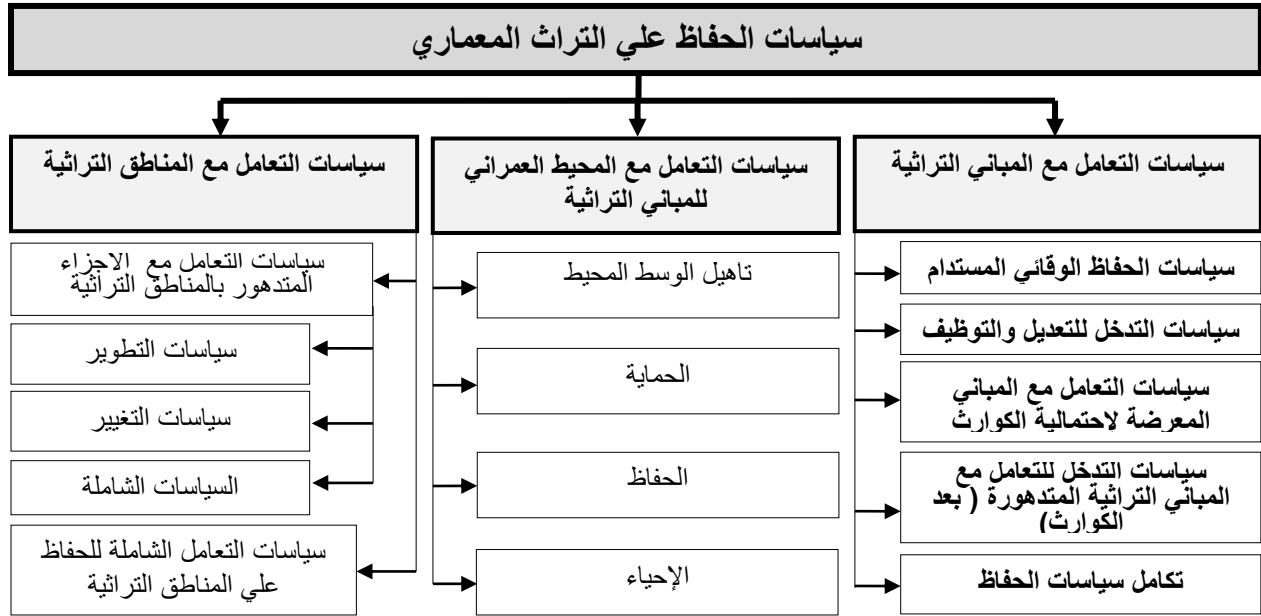 سياسات الحفاظ علي التراث المعماري
سياسات التعامل مع المباني التراثية
سياسات الحفاظ الوقائي المستدام
سياسات التدخل للتعديل والتوظيف
سياسات التعامل مع المباني
المعرضة لإحتمالية الكوارث
سياسات التدخل للتعامل مع
المباني التراثية المتدهورة ( بعد
الكوارث)
تكامل سياسات الحفاظ
سياسات التعامل مع المحيط العمراني
للمباني التراثية
تاهيل الوسط المحيط
الحماية
الحفاظ
الإحياء
سياسات التعامل مع المناطق التراثية
سياسات التعامل مع الاجزاء
المتدهور بالمناطق التراثية
سياسات التطوير
سياسات التغيير
السياسات الشاملة
سياسات التعامل الشاملة للحفاظ
علي المناطق التراثية